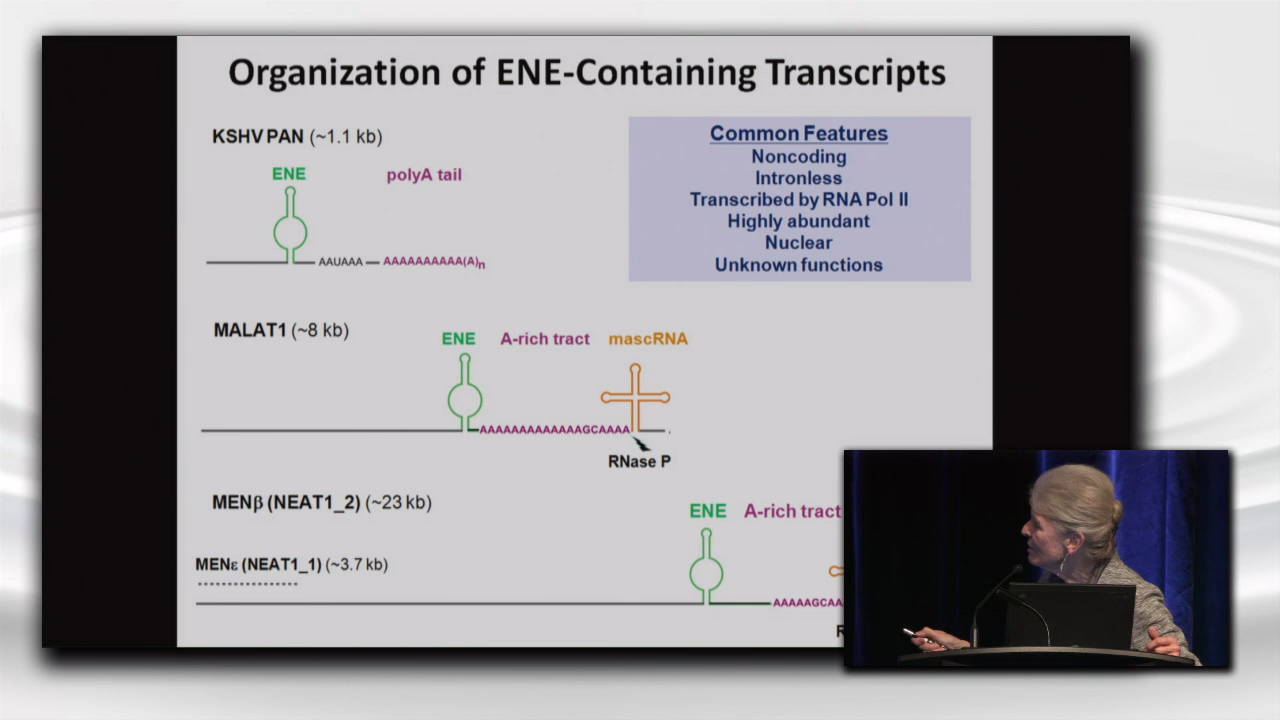 Organization of ENE-Containing Transcripts
KSHV PAN (~1.1 kb)
ENE
polyA tail
AAUAAA
AAAAAAAAAA(A)n
Common Features
Noncoding
Intronless
Transcribed by RNA Pol II
Highly abundant
Nuclear
Unknown functions
MALAT1 (~8 kb)
ENE
A-rich tract
mascRNA
AAAAAAAAAAAAAGCAAAA
RNase P
MENβ (NEAT1_2) (~23 kb)
ENE
A-rich tract
MENε (NEAT1_1) (~3.7 kb)
AAAAAGCAA
R